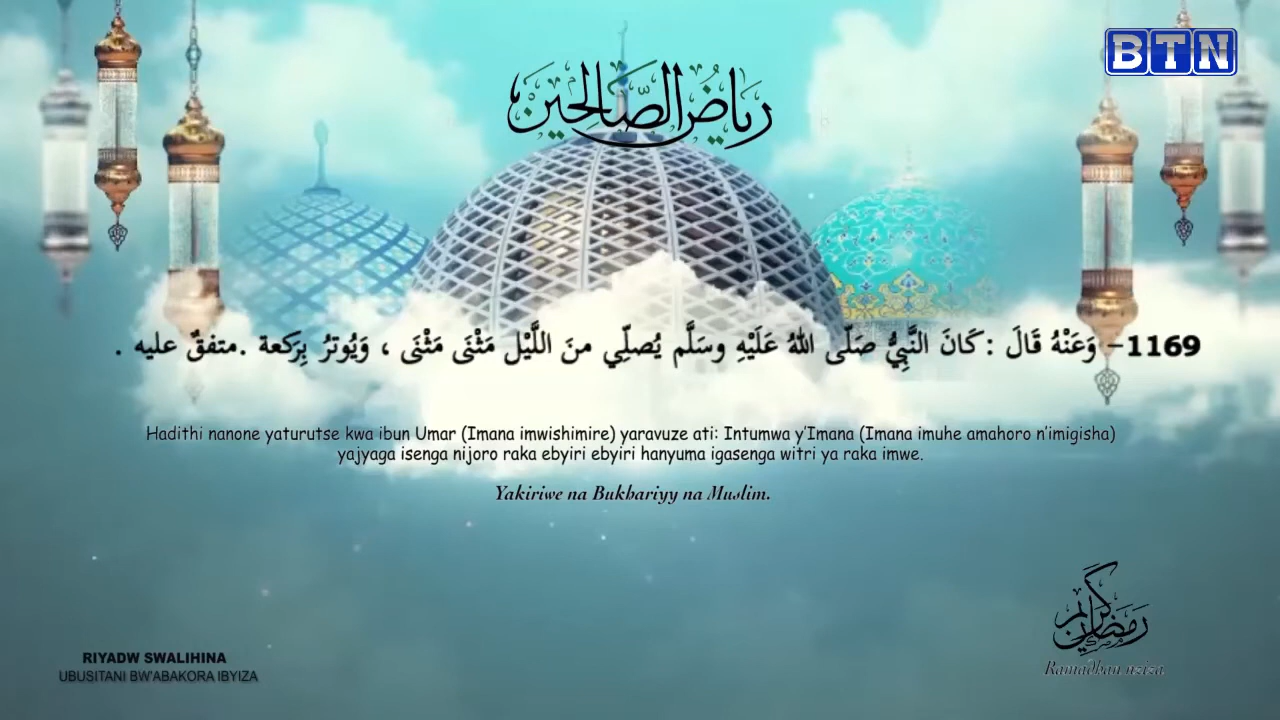 BTN
رياض الصالحين
1169- وَعَنْهُ قَالَ : كَانَ النَّبِيُّ صَلّى اللهُ عَلَيْهِ وسَلَّم يُصلِّي منَ اللَّيْل مَثْنَى مَثْنَى ، وَيُوترُ بِرَكعة .متفقٌ عليه .
Hadithi nanone yaturutse kwa ibun Umar (Imana imwishimire) yaravuze ati: Intumwa y'Imana (Imana imuhe amahoro n'imigisha)
yajyaga isenga nijoro raka ebyiri ebyiri hanyuma igasenga witri ya raka imwe.
Yakiriwe na Bukhariyy na Muslim.
رمضان كريم
Ramadhan nziza
RIYADW SWALIHINA
UBUSITANI BW'ABAKORA IBYIZA